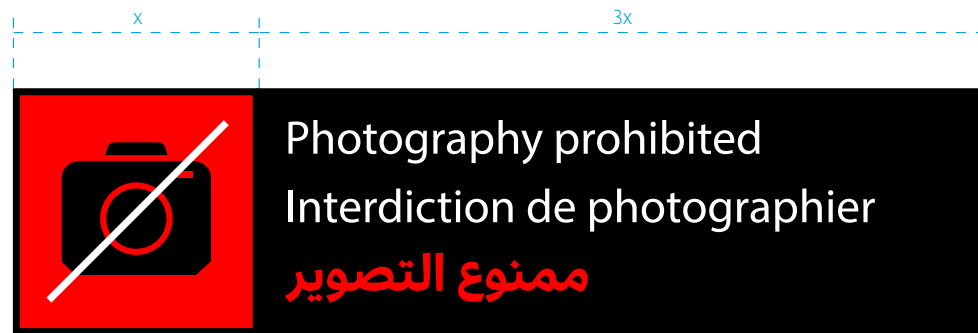 x 3x
Photography prohibited
Interdiction de photographier
ممنوع التصوير